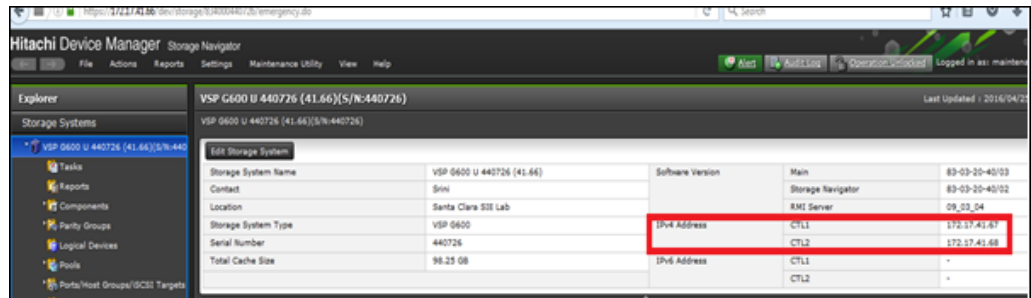 https://172.17.41.66/dev/storage/834000440726/emergency.do
Search
Hitachi Device Manager Storage Navigator
File Actions Reports Settings Maintenance Utility View Help
Alert Audit Log Operation Unlocked Logged in as: maintena
Explorer
Storage Systems
VSP G600 U 440726 (41.66)(S/N:440
Tasks
Reports
Components
Parity Groups
Logical Devices
Pools
Ports/Host Groups/iSCSI Targets
VSP G600 U 440726 (41.66)(S/N:440726)
Last Updated : 2016/04/2
VSP G600 U 440726 (41.66)(S/N:440726)
Edit Storage System
Storage System Name VSP G600 U 440726 (41.66) Software Version Main 83-03-20-40/03
Contact Srini Storage Navigator 83-03-20-40/02
Location Santa Clara SIE Lab RMI Server 09_03_04
Storage System Type VSP G600 IPv4 Address CTL1 172.17.41.67
Serial Number 440726 CTL2 172.17.41.68
Total Cache Size 98.25 GB IPv6 Address CTL1 -
CTL2 -